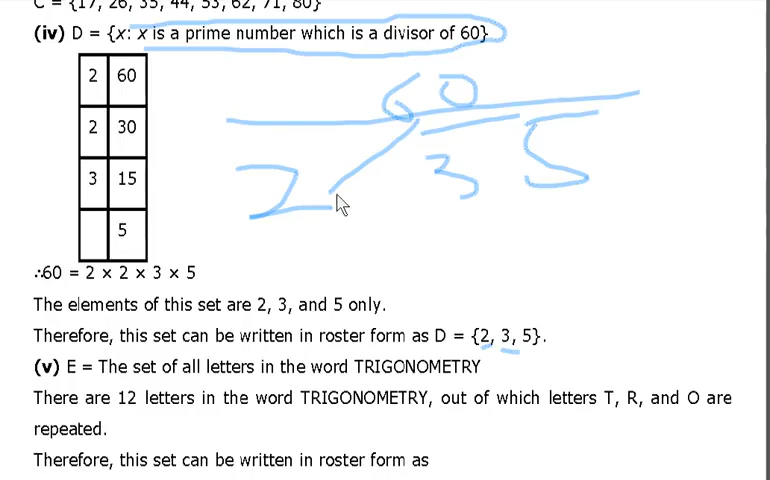 C = {17, 26, 35, 44, 53, 62, 71, 80}
(iv) D = {x: x is a prime number which is a divisor of 60}
2 60
2 30
3 15
5
60
2 3 5
∴60 = 2 × 2 × 3 × 5
The elements of this set are 2, 3, and 5 only.
Therefore, this set can be written in roster form as D = {2, 3, 5}.
(v) E = The set of all letters in the word TRIGONOMETRY
There are 12 letters in the word TRIGONOMETRY, out of which letters T, R, and O are
repeated.
Therefore, this set can be written in roster form as